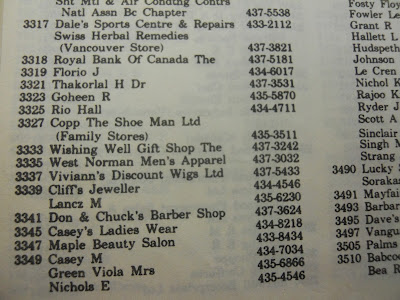 Sht Mtl & Air Condtng Contrs
Natl Assn Bc Chapter 437-5538
3317 Dale's Sports Centre & Repairs 433-2112
Swiss Herbal Remedies
(Vancouver Store) 437-3821
3318 Royal Bank Of Canada The 437-5181
3319 Florio J 434-6017
3321 Thakorlal H Dr 437-3531
3323 Goheen R 435-5870
3325 Rio Hall 434-4711
3327 Copp The Shoe Man Ltd
(Family Stores) 435-3511
3333 Wishing Well Gift Shop The 437-3242
3335 West Norman Men's Apparel 437-3032
3337 Viviann's Discount Wigs Ltd 437-5433
3339 Cliff's Jeweller 434-4546
Lancz M 435-6230
3341 Don & Chuck's Barber Shop 437-3624
3345 Casey's Ladies Wear 434-8218
3347 Maple Beauty Salon 433-8434
3349 Casey M 434-7034
Green Viola Mrs 435-6866
Nichols E 435-4546
Fosty Floy
Fowler Le
Grant R
Hallett L
Hudspeth
Johnson
Le Cren
Nichol K
Rajoo K
Ryder J
Scott A
Sinclair
Singh M
Strang
3490 Lucky
Sorakas
3491 Mayfair
3493 Barbar
3495 Dave's
3497 Vangu
3505 Palms
3510 Babcoc
Bea R